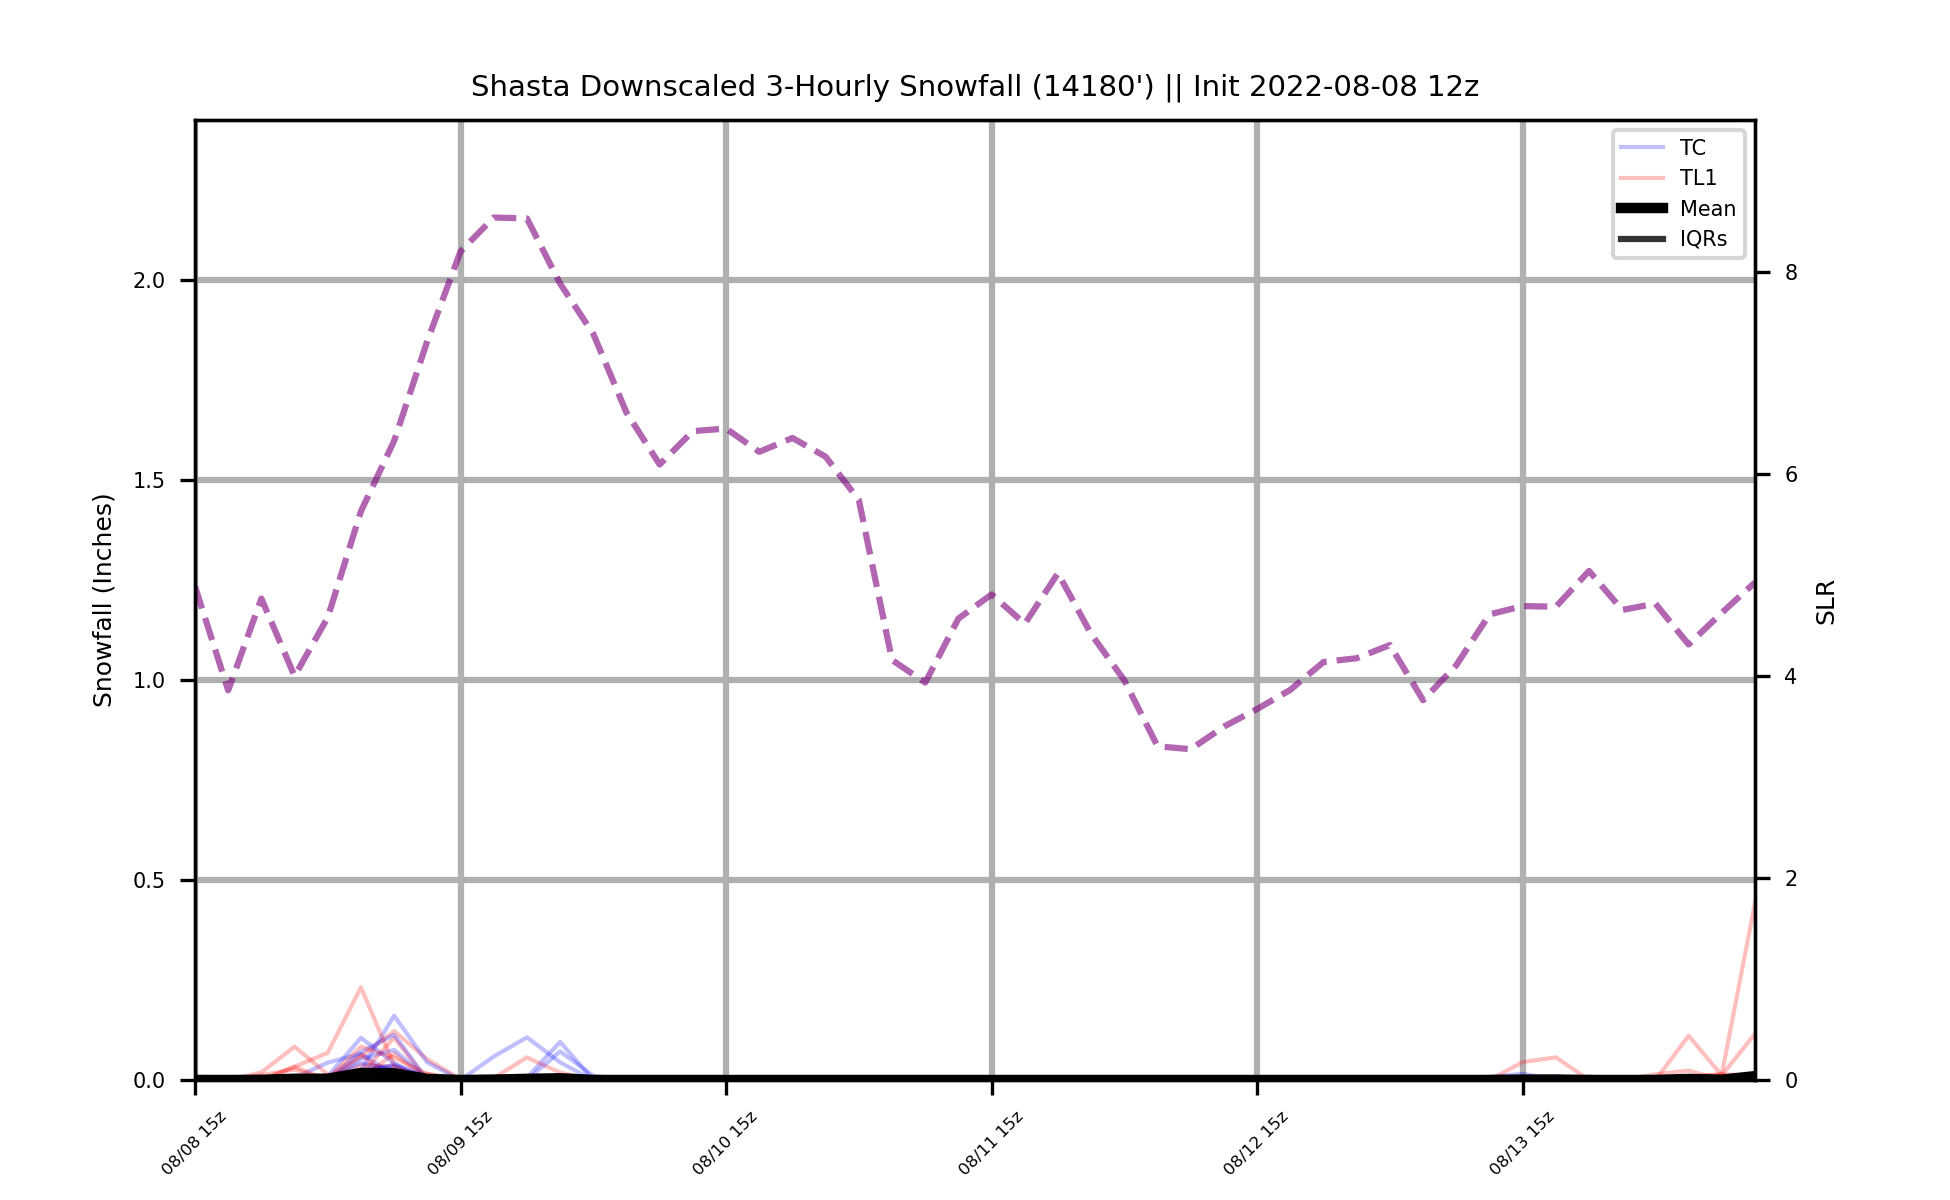 Shasta Downscaled 3-Hourly Snowfall (14180') || Init 2022-08-08 12z
TC
TL1
Mean
IQRs
Snowfall (Inches)
2.0
1.5
1.0
0.5
0.0
8
6
4
2
0
SLR
08/08 15z
08/09 15z
08/10 15z
08/11 15z
08/12 15z
08/13 15z